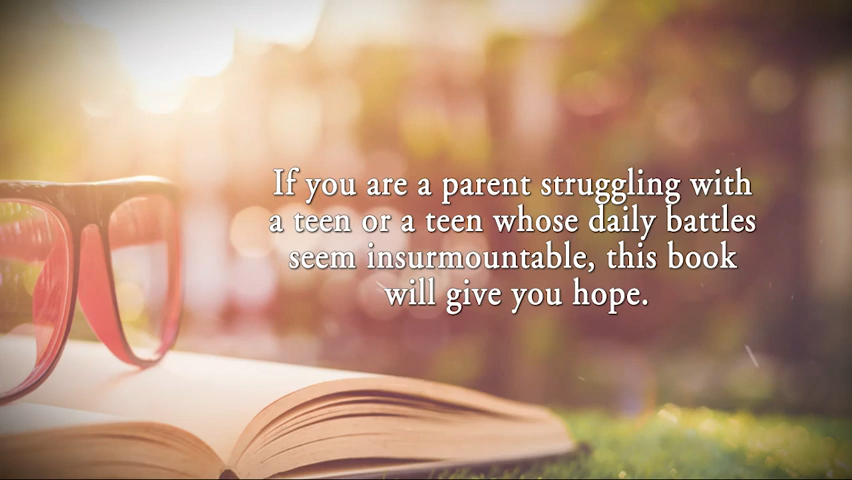 If you are a parent struggling with
a teen or a teen whose daily battles
seem insurmountable, this book
will give you hope.